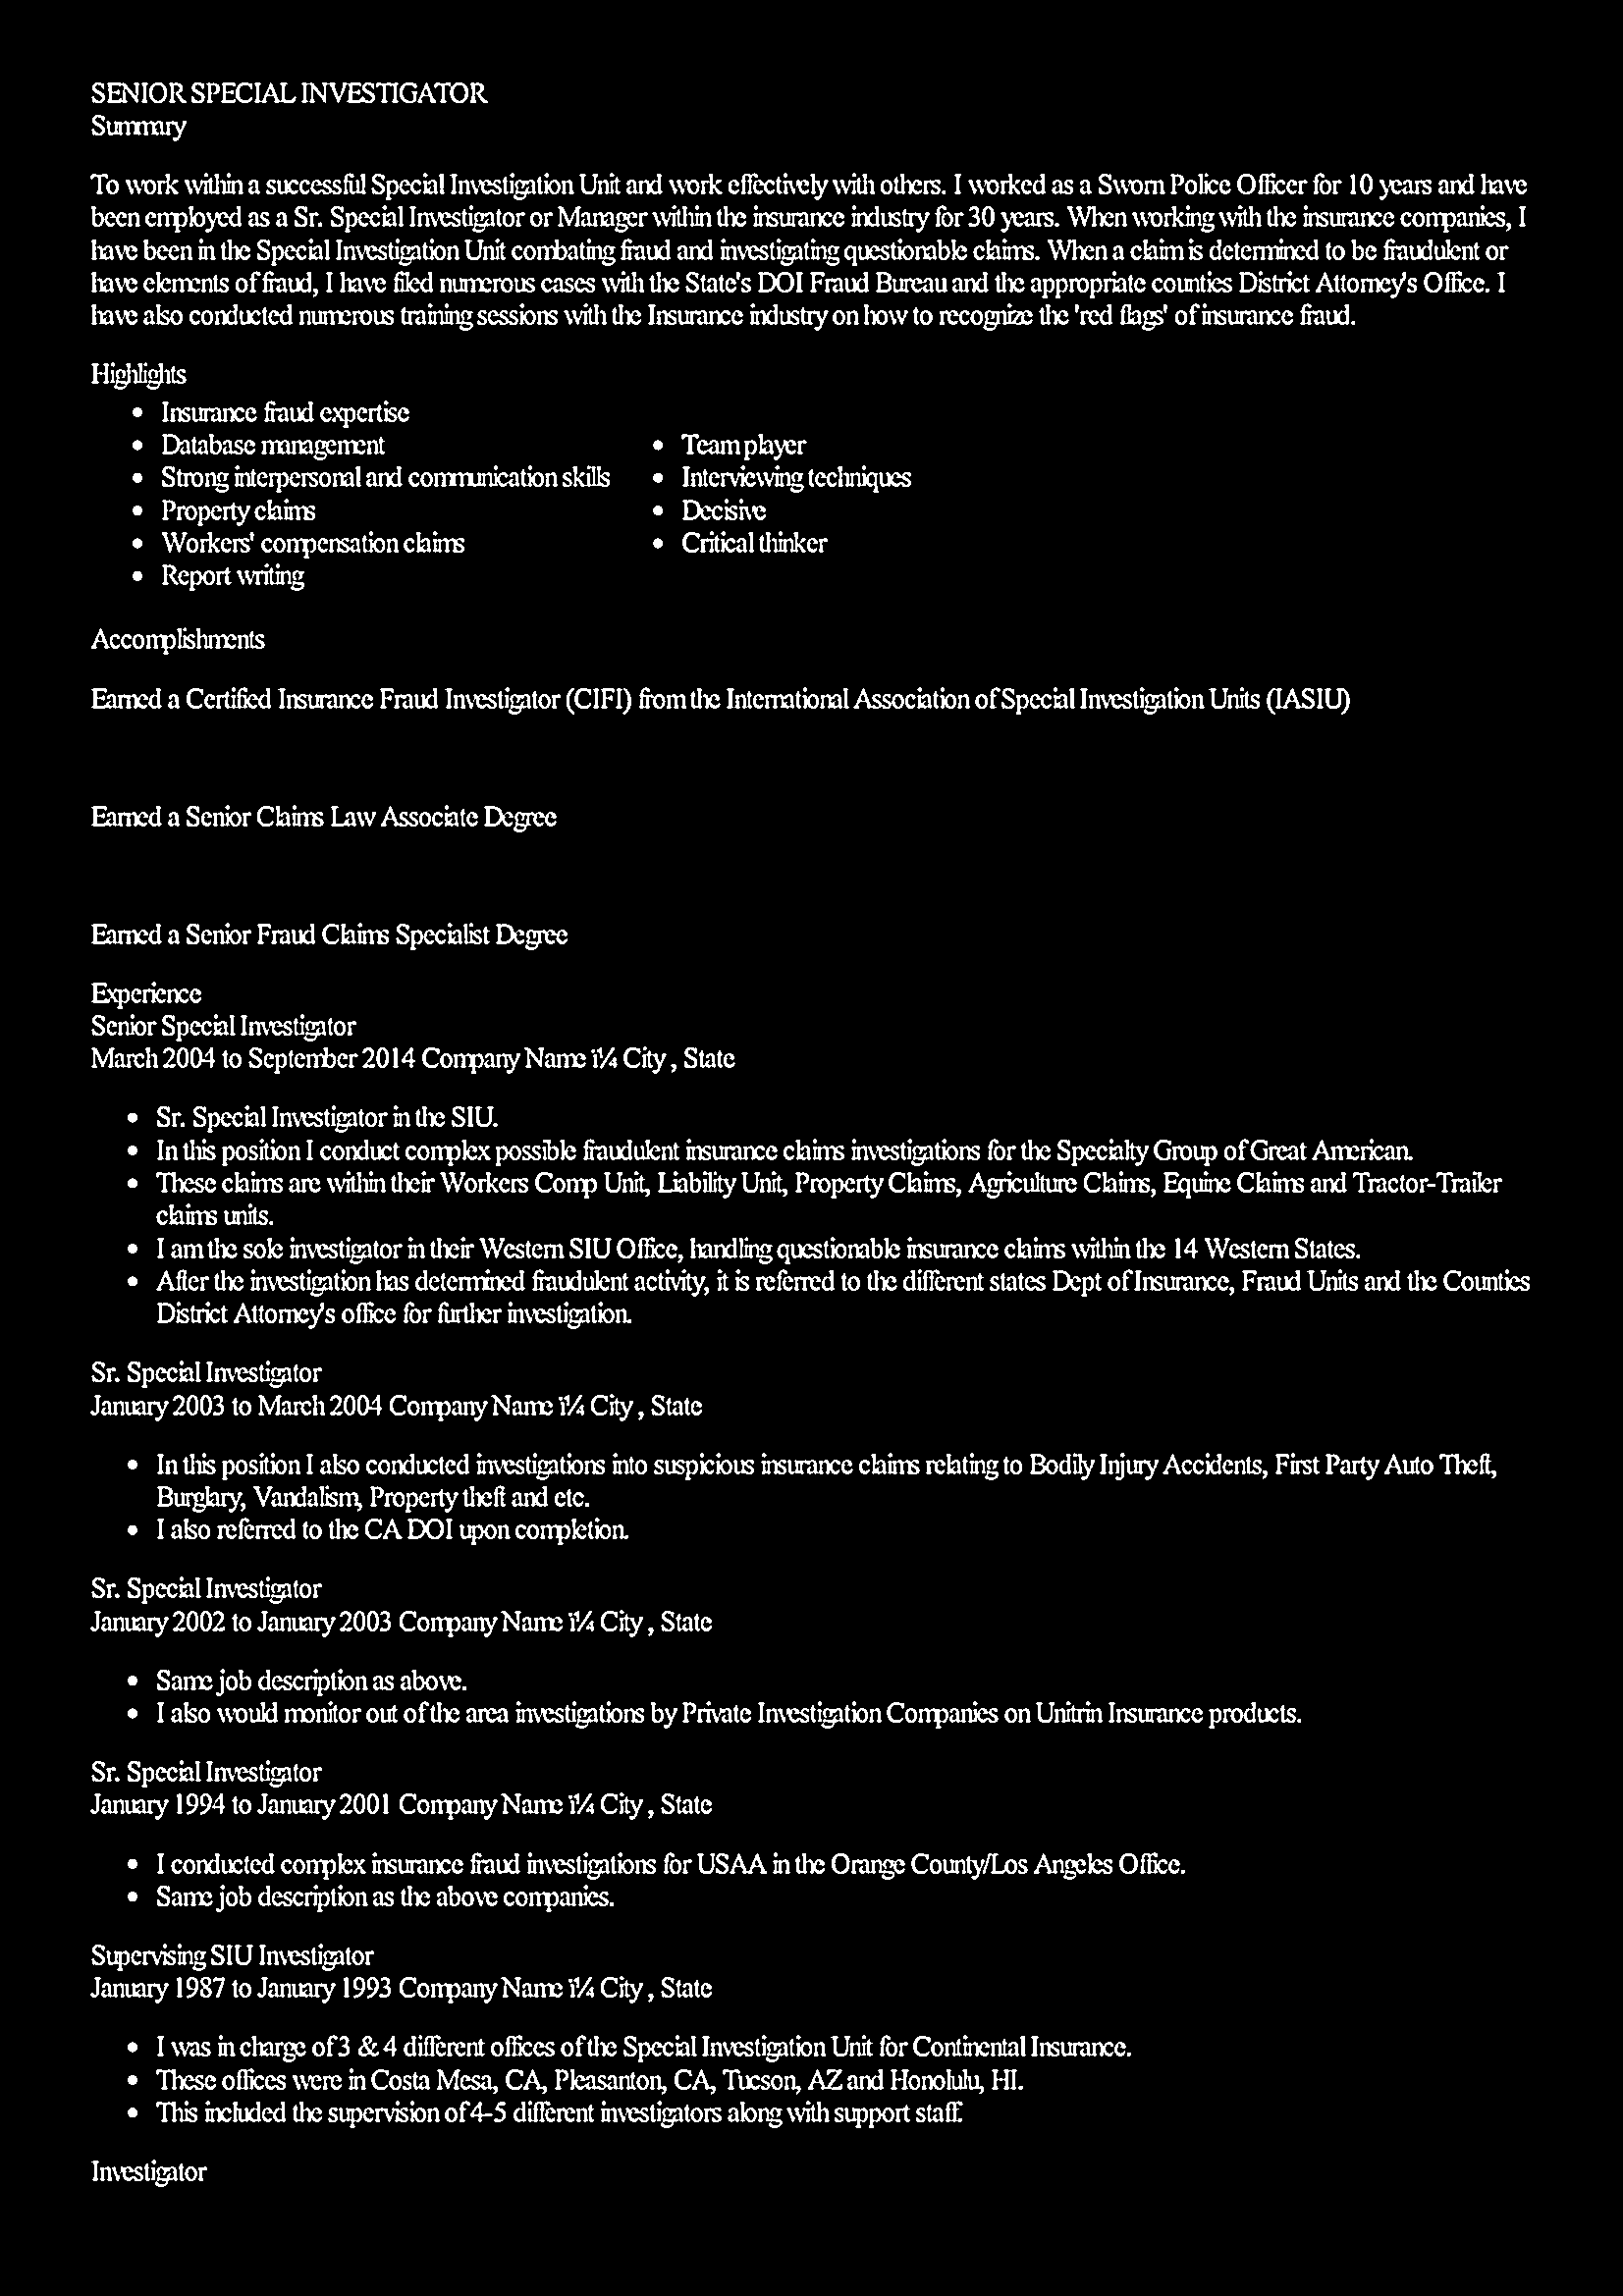 SENIOR SPECIAL INVESTIGATOR
Summary
To work within a successful Special Investigation Unit and work effectively with others. I worked as a Sworn Police Officer for 10 years and have
been employed as a Sr. Special Investigator or Manager within the insurance industry for 30 years. When working with the insurance companies, I
have been in the Special Investigation Unit combating fraud and investigating questionable claims. When a claim is determined to be fraudulent or
have elements of fraud, I have filed numerous cases with the State's DOI Fraud Bureau and the appropriate counties District Attorney's Office. I
have also conducted numerous training sessions with the Insurance industry on how to recognize the 'red flags' of insurance fraud.
Highlights
• Insurance fraud expertise
• Database management
• Strong interpersonal and communication skills
• Property claims
• Workers' compensation claims
• Report writing
• Team player
• Interviewing techniques
• Decisive
• Critical thinker
Accomplishments
Earned a Certified Insurance Fraud Investigator (CIFI) from the International Association of Special Investigation Units (IASIU)
Earned a Senior Claims Law Associate Degree
Earned a Senior Fraud Claims Specialist Degree
Experience
Senior Special Investigator
March 2004 to September 2014 Company Name ï¼ City , State
• Sr. Special Investigator in the SIU.
• In this position I conduct complex possible fraudulent insurance claims investigations for the Specialty Group of Great American.
• These claims are within their Workers Comp Unit, Liability Unit, Property Claims, Agriculture Claims, Equine Claims and Tractor-Trailer
claims units.
• I am the sole investigator in their Western SIU Office, handling questionable insurance claims within the 14 Western States.
• After the investigation has determined fraudulent activity, it is referred to the different states Dept of Insurance, Fraud Units and the Counties
District Attorney's office for further investigation.
Sr. Special Investigator
January 2003 to March 2004 Company Name ï¼ City , State
• In this position I also conducted investigations into suspicious insurance claims relating to Bodily Injury Accidents, First Party Auto Theft,
Burglary, Vandalism, Property theft and etc.
• I also referred to the CA DOI upon completion.
Sr. Special Investigator
January 2002 to January 2003 Company Name ï¼ City , State
• Same job description as above.
• I also would monitor out of the area investigations by Private Investigation Companies on Unitrin Insurance products.
Sr. Special Investigator
January 1994 to January 2001 Company Name ï¼ City , State
• I conducted complex insurance fraud investigations for USAA in the Orange County/Los Angeles Office.
• Same job description as the above companies.
Supervising SIU Investigator
January 1987 to January 1993 Company Name ï¼ City , State
• I was in charge of 3 & 4 different offices of the Special Investigation Unit for Continental Insurance.
• These offices were in Costa Mesa, CA, Pleasanton, CA, Tucson, AZ and Honolulu, HI.
• This included the supervision of 4-5 different investigators along with support staff.
Investigator